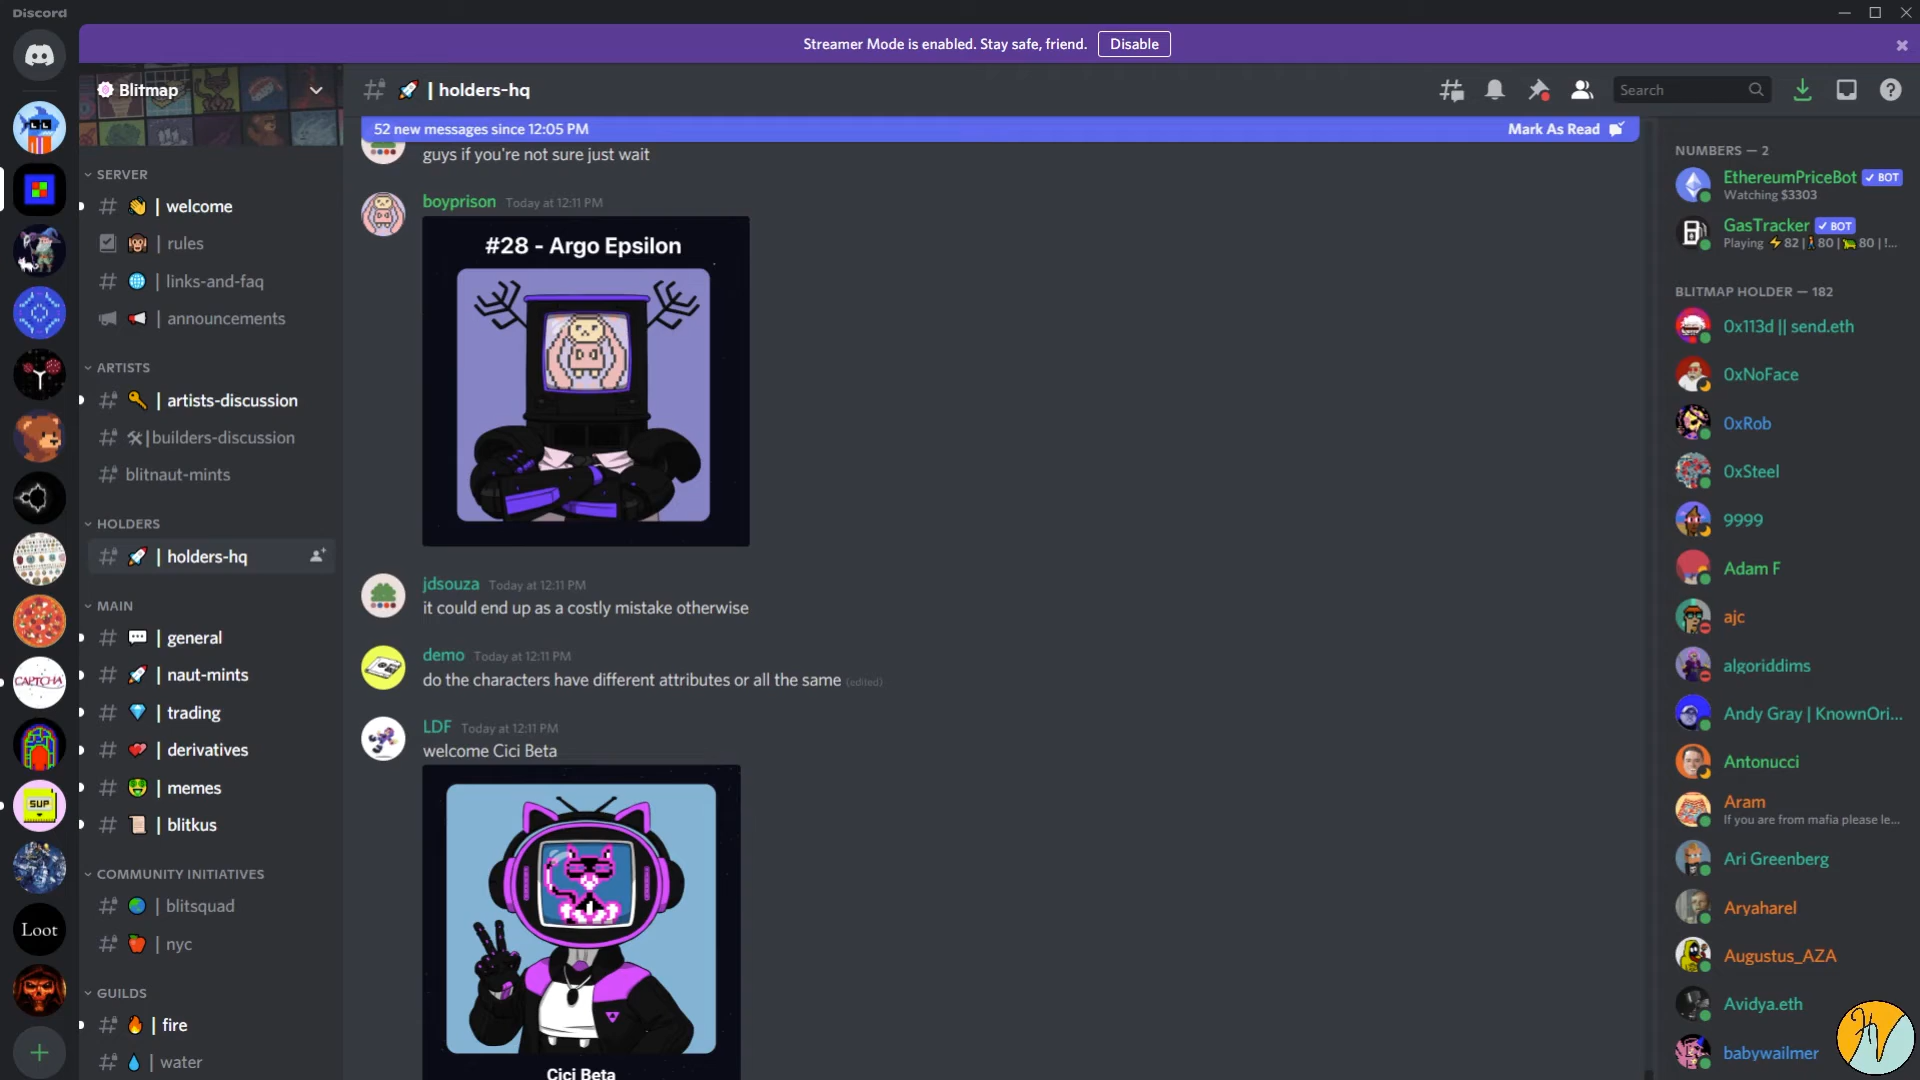 Discord
Streamer Mode is enabled. Stay safe, friend.
Disable
Blitmap
| holders-hq
Search
52 new messages since 12:05 PM
Mark As Read
SERVER
| welcome
| rules
| links-and-faq
| announcements
ARTISTS
| artists-discussion
|builders-discussion
blitnaut-mints
HOLDERS
| holders-hq
MAIN
| general
| naut-mints
| trading
| derivatives
| memes
| blitkus
COMMUNITY INITIATIVES
| blitsquad
| nyc
GUILDS
| fire
| water
CAPTCHA
SUP
Loot
guys if you're not sure just wait
boyprison Today at 12:11 PM
#28 - Argo Epsilon
jdsouza Today at 12:11 PM
it could end up as a costly mistake otherwise
demo Today at 12:11 PM
do the characters have different attributes or all the same (edited)
LDF Today at 12:11 PM
welcome Cici Beta
Cici Beta
NUMBERS — 2
EthereumPriceBot ✓ BOT
Watching $3303
GasTracker ✓ BOT
Playing ⚡82 |🚶80 |🐢80 | !...
BLITMAP HOLDER — 182
0x113d || send.eth
0xNoFace
0xRob
0xSteel
9999
Adam F
ajc
algoriddims
Andy Gray | KnownOri...
Antonucci
Aram
If you are from mafia please le...
Ari Greenberg
Aryaharel
Augustus_AZA
Avidya.eth
babywailmer